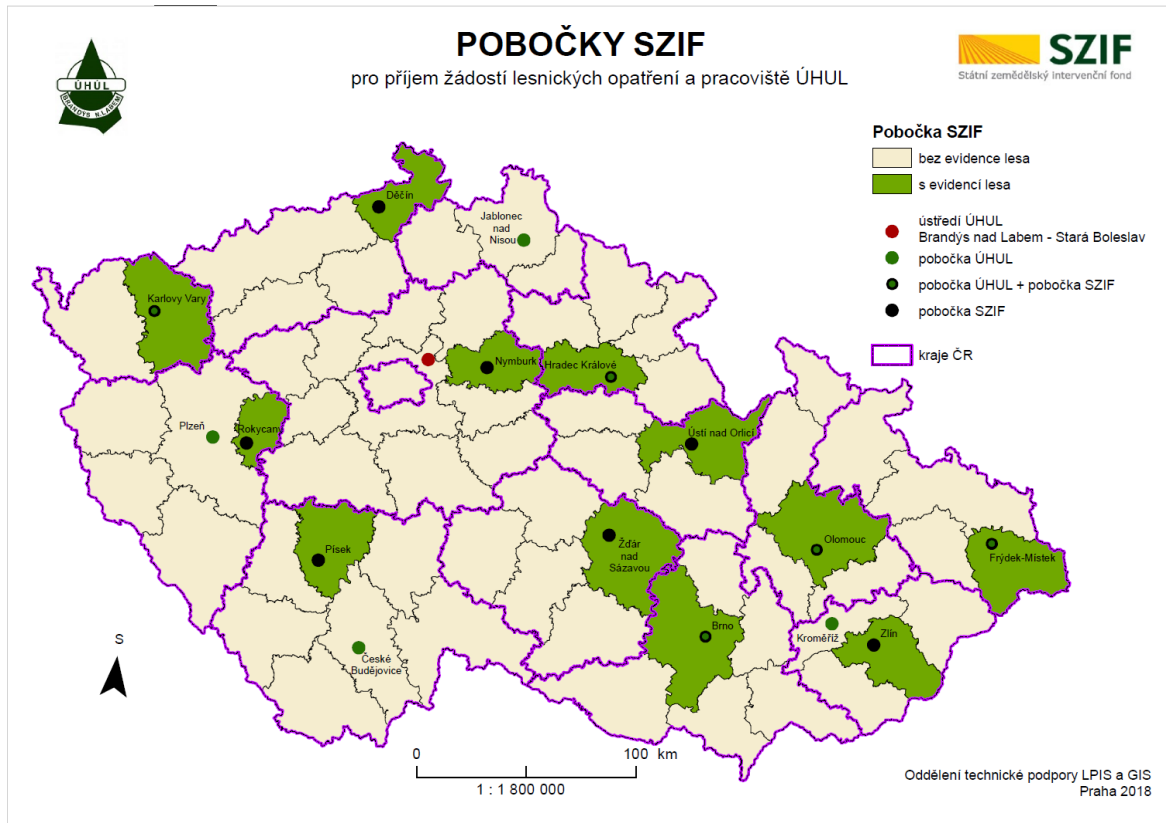 POBOČKY SZIF
pro příjem žádostí lesnických opatření a pracoviště ÚHUL
ÚHÚL
BRANDÝS N.LABEM
SZIF
Státní zemědělský intervenční fond
Pobočka SZIF
bez evidence lesa
s evidencí lesa
ústředí ÚHUL
Brandýs nad Labem - Stará Boleslav
pobočka ÚHUL
pobočka ÚHUL + pobočka SZIF
pobočka SZIF
kraje ČR
Děčín
Jablonec
nad
Nisou
Karlovy Vary
Nymburk
Hradec Králové
Plzeň
Rokycany
Ústí nad Orlicí
Písek
Žďár
nad
Sázavou
Olomouc
Frýdek-Místek
Brno
Kroměříž
Zlín
České
Budějovice
S
0
100 km
1 : 1 800 000
Oddělení technické podpory LPIS a GIS
Praha 2018